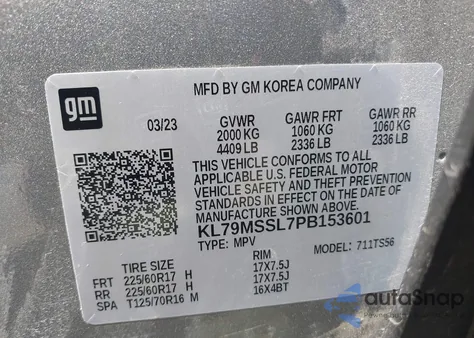 gm
MFD BY GM KOREA COMPANY
03/23 GVWR GAWR FRT GAWR RR
2000 KG 1060 KG 1060 KG
4409 LB 2336 LB 2336 LB
THIS VEHICLE CONFORMS TO ALL
APPLICABLE U.S. FEDERAL MOTOR
VEHICLE SAFETY AND THEFT PREVENTION
STANDARDS IN EFFECT ON THE DATE OF
MANUFACTURE SHOWN ABOVE.
KL79MSSL7PB153601
TYPE: MPV MODEL: 711TS56
TIRE SIZE RIM
FRT 225/60R17 H 17X7.5J
RR 225/60R17 H 17X7.5J
SPA T125/70R16 M 16X4BT
autoSnap
www.autosnap.com